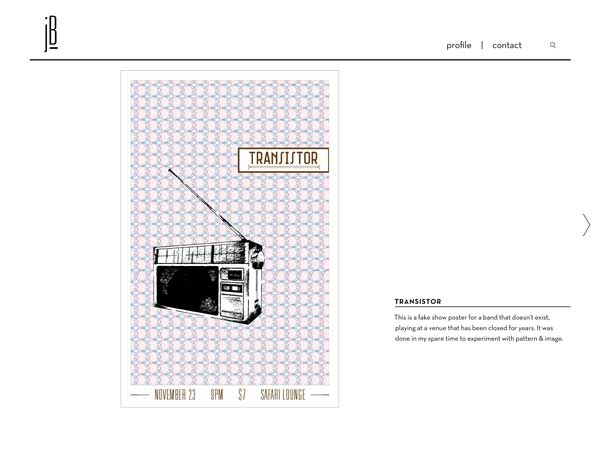 jB
profile | contact
TRANSISTOR
NOVEMBER 23 9PM $7 SAFARI LOUNGE
TRANSISTOR
This is a fake show poster for a band that doesn't exist,
playing at a venue that has been closed for years. It was
done in my spare time to experiment with pattern & image.